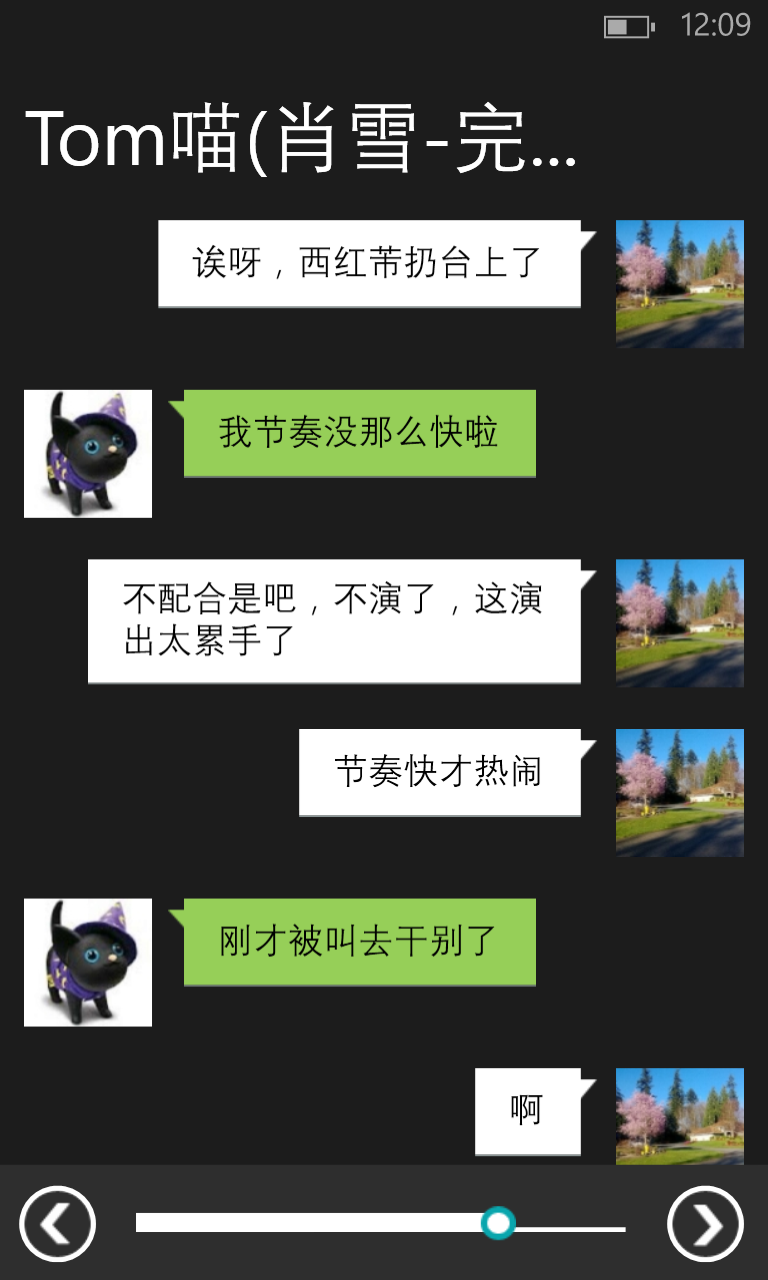 12:09
Tom喵(肖雪-完...
诶呀，西红芾扔台上了
我节奏没那么快啦
不配合是吧，不演了，这演
出太累手了
节奏快才热闹
刚才被叫去干别了
啊